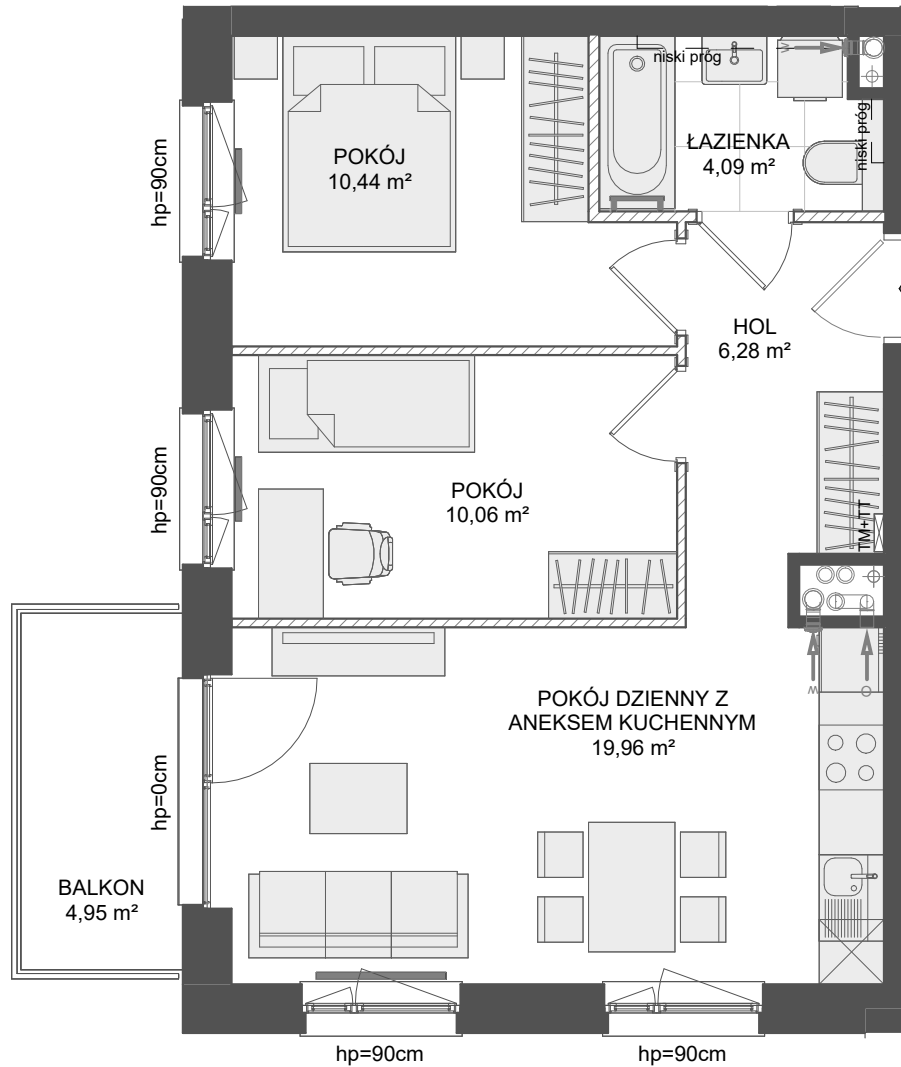 niski próg
ŁAZIENKA
4,09 m²
niski próg
POKÓJ
10,44 m²
hp=90cm
HOL
6,28 m²
POKÓJ
10,06 m²
hp=90cm
TM+TT
W
O
POKÓJ DZIENNY Z
ANEKSEM KUCHENNYM
19,96 m²
hp=0cm
BALKON
4,95 m²
hp=90cm
hp=90cm